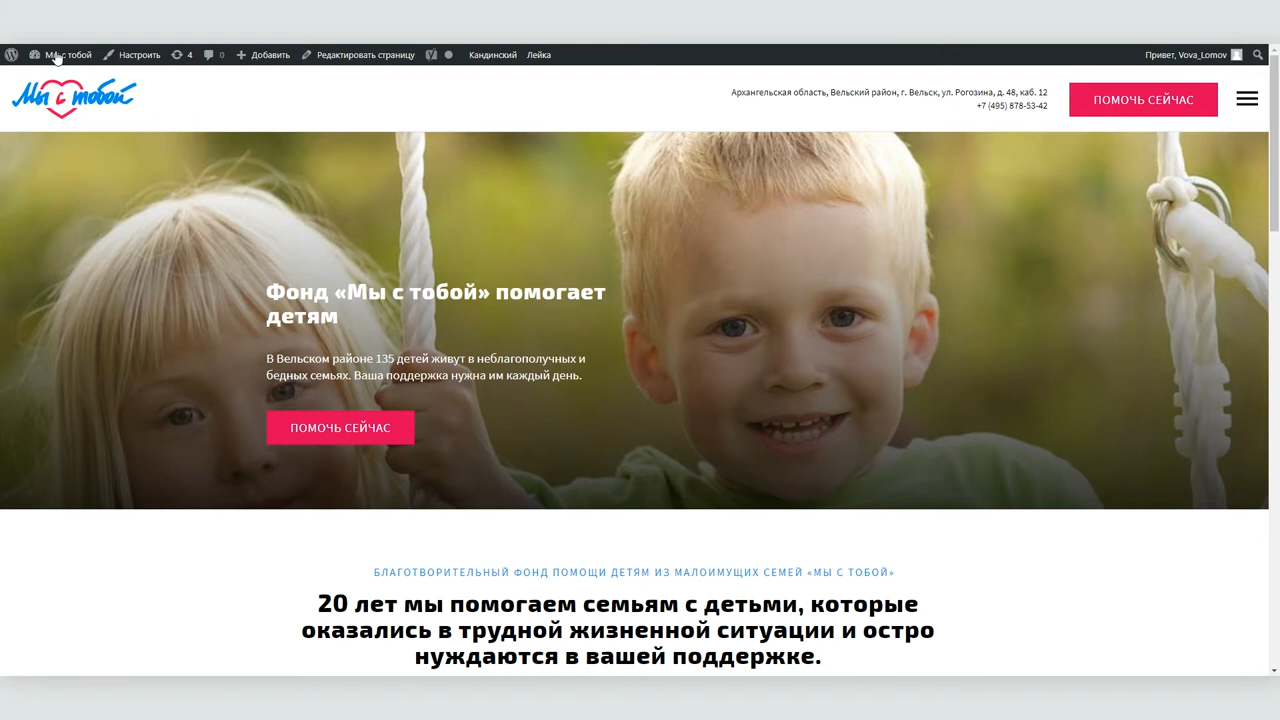 Мы с тобой Настроить 4 0 Добавить Редактировать страницу Кандинский Лейка Привет, Vova_Lomov
Мы с тобой
Архангельская область, Вельский район, г. Вельск, ул. Рогозина, д. 48, каб. 12
+7 (495) 878-53-42
ПОМОЧЬ СЕЙЧАС
Фонд «Мы с тобой» помогает
детям
В Вельском районе 135 детей живут в неблагополучных и
бедных семьях. Ваша поддержка нужна им каждый день.
ПОМОЧЬ СЕЙЧАС
БЛАГОТВОРИТЕЛЬНЫЙ ФОНД ПОМОЩИ ДЕТЯМ ИЗ МАЛОИМУЩИХ СЕМЕЙ «МЫ С ТОБОЙ»
20 лет мы помогаем семьям с детьми, которые
оказались в трудной жизненной ситуации и остро
нуждаются в вашей поддержке.